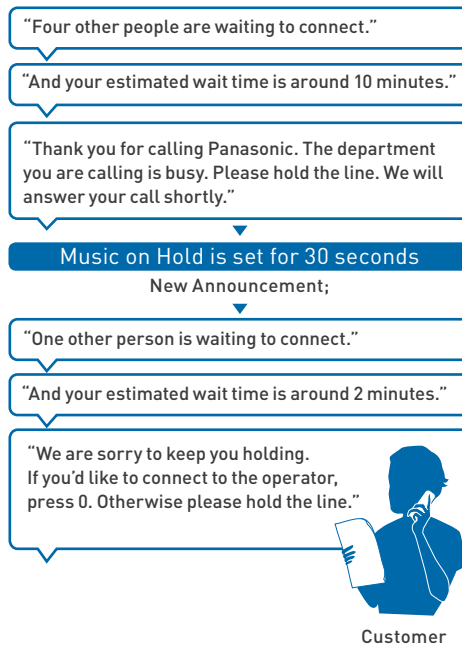 “Four other people are waiting to connect.”
“And your estimated wait time is around 10 minutes.”
“Thank you for calling Panasonic. The department
you are calling is busy. Please hold the line. We will
answer your call shortly.”
Music on Hold is set for 30 seconds
New Announcement;
“One other person is waiting to connect.”
“And your estimated wait time is around 2 minutes.”
“We are sorry to keep you holding.
If you’d like to connect to the operator,
press 0. Otherwise please hold the line.”
Customer